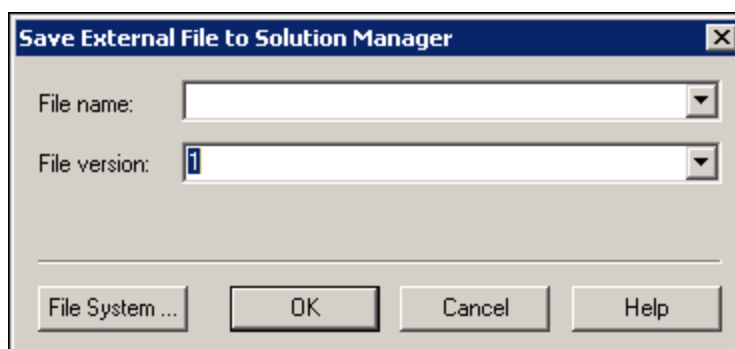 Save External File to Solution Manager
File name:
File version: 1
File System ... OK Cancel Help